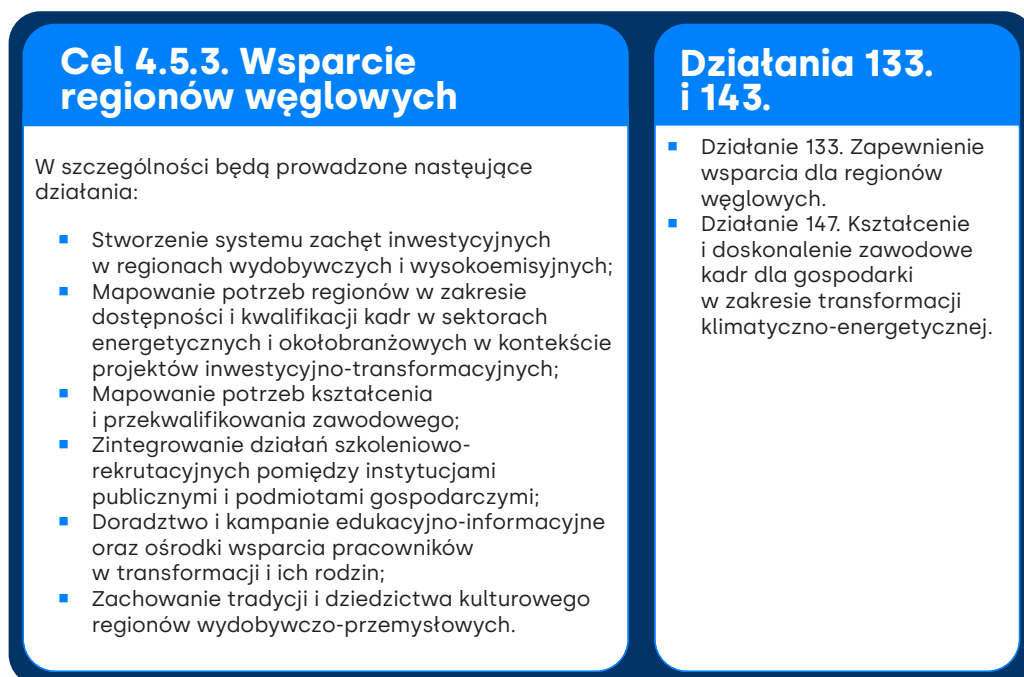 Cel 4.5.3. Wsparcie
regionów węglowych
W szczególności będą prowadzone nastęujące
działania:
▪ Stworzenie systemu zachęt inwestycyjnych
w regionach wydobywczych i wysokoemisyjnych;
▪ Mapowanie potrzeb regionów w zakresie
dostępności i kwalifikacji kadr w sektorach
energetycznych i okołobranżowych w kontekście
projektów inwestycyjno-transformacyjnych;
▪ Mapowanie potrzeb kształcenia
i przekwalifikowania zawodowego;
▪ Zintegrowanie działań szkoleniowo-
rekrutacyjnych pomiędzy instytucjami
publicznymi i podmiotami gospodarczymi;
▪ Doradztwo i kampanie edukacyjno-informacyjne
oraz ośrodki wsparcia pracowników
w transformacji i ich rodzin;
▪ Zachowanie tradycji i dziedzictwa kulturowego
regionów wydobywczo-przemysłowych.
Działania 133.
i 143.
▪ Działanie 133. Zapewnienie
wsparcia dla regionów
węglowych.
▪ Działanie 147. Kształcenie
i doskonalenie zawodowe
kadr dla gospodarki
w zakresie transformacji
klimatyczno-energetycznej.